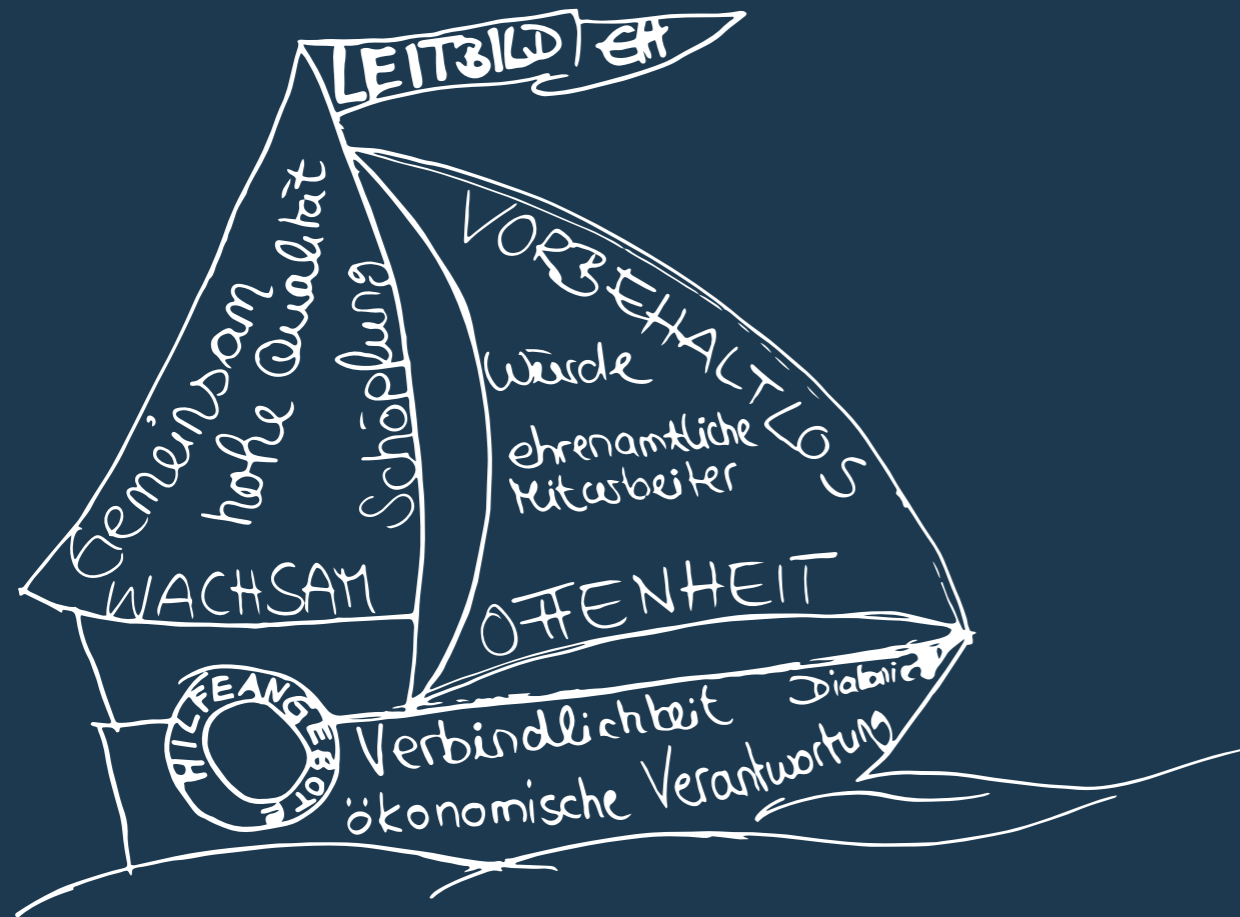 LEITBILD EH
Gemeinsam
hohe Qualität
Schöpfung
WACHSAM
VORBEHALTLOS
Würde
ehrenamtliche
Mitarbeiter
OFFENHEIT
HILFEANGEBOTE
Verbindlichkeit
Diakonie
ökonomische Verantwortung